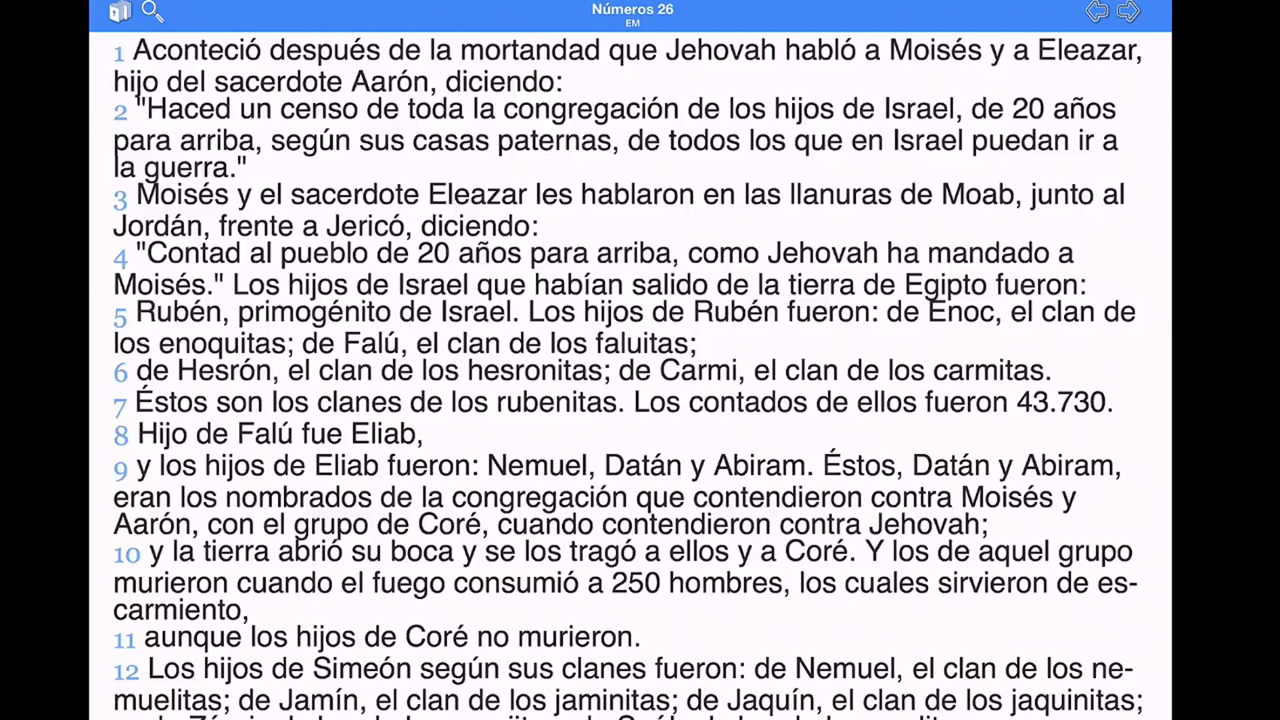 Números 26
EM
1 Aconteció después de la mortandad que Jehovah habló a Moisés y a Eleazar,
hijo del sacerdote Aarón, diciendo:
2 "Haced un censo de toda la congregación de los hijos de Israel, de 20 años
para arriba, según sus casas paternas, de todos los que en Israel puedan ir a
la guerra."
3 Moisés y el sacerdote Eleazar les hablaron en las llanuras de Moab, junto al
Jordán, frente a Jericó, diciendo:
4 "Contad al pueblo de 20 años para arriba, como Jehovah ha mandado a
Moisés." Los hijos de Israel que habían salido de la tierra de Egipto fueron:
5 Rubén, primogénito de Israel. Los hijos de Rubén fueron: de Enoc, el clan de
los enoquitas; de Falú, el clan de los faluitas;
6 de Hesrón, el clan de los hesronitas; de Carmi, el clan de los carmitas.
7 Éstos son los clanes de los rubenitas. Los contados de ellos fueron 43.730.
8 Hijo de Falú fue Eliab,
9 y los hijos de Eliab fueron: Nemuel, Datán y Abiram. Éstos, Datán y Abiram,
eran los nombrados de la congregación que contendieron contra Moisés y
Aarón, con el grupo de Coré, cuando contendieron contra Jehovah;
10 y la tierra abrió su boca y se los tragó a ellos y a Coré. Y los de aquel grupo
murieron cuando el fuego consumió a 250 hombres, los cuales sirvieron de es-
carmiento,
11 aunque los hijos de Coré no murieron.
12 Los hijos de Simeón según sus clanes fueron: de Nemuel, el clan de los ne-
muelitas; de Jamín, el clan de los jaminitas; de Jaquín, el clan de los jaquinitas;